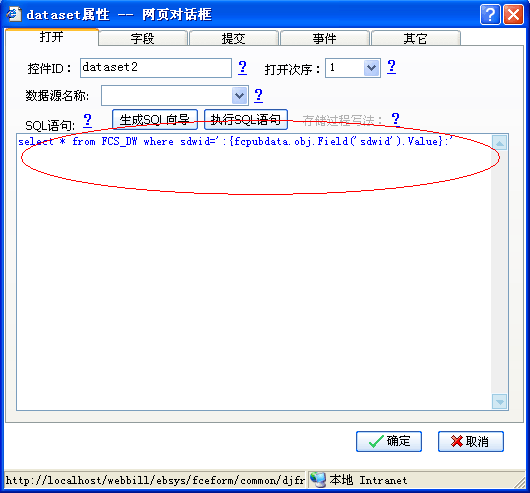 dataset属性 -- 网页对话框
打开 字段 提交 事件 其它
控件ID： dataset2 ? 打开次序： 1 ?
数据源名称: ?
SQL语句: ? 生成SQL向导 执行SQL语句 存储过程写法： ?
select * from FCS_DW where sdwid=':{fcpubdata.obj.Field('sdwid').Value}:'
确定 取消
http://localhost/webbill/ebsys/fceform/common/djfr 本地 Intranet